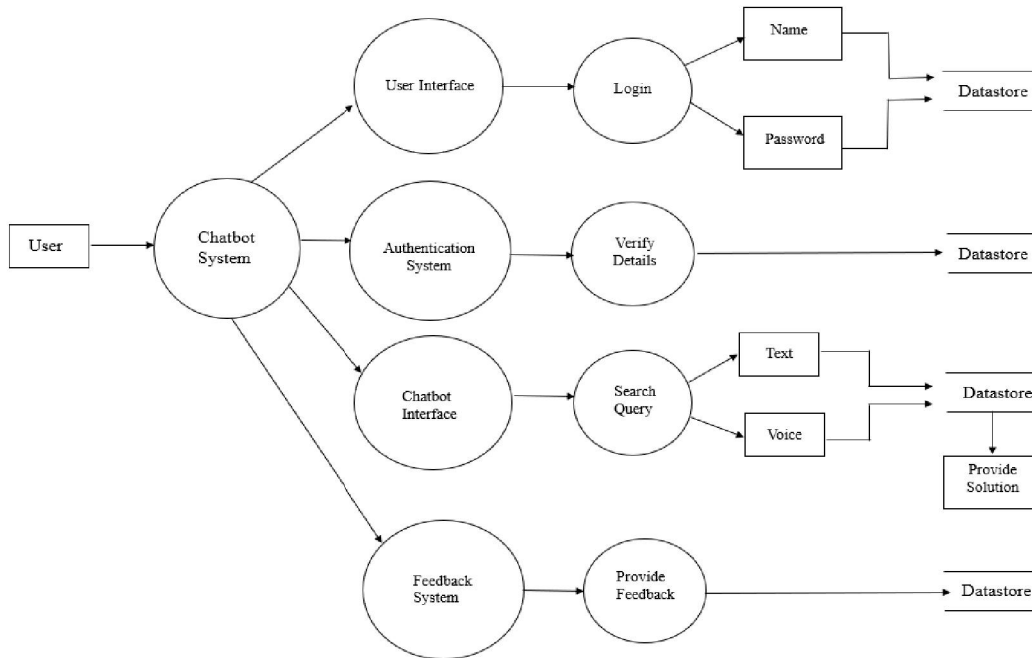 Name
User Interface
Login
Datastore
Password
User
Chatbot
System
Authentication
System
Verify
Details
Datastore
Text
Chatbot
Interface
Search
Query
Datastore
Voice
Provide
Solution
Feedback
System
Provide
Feedback
Datastore